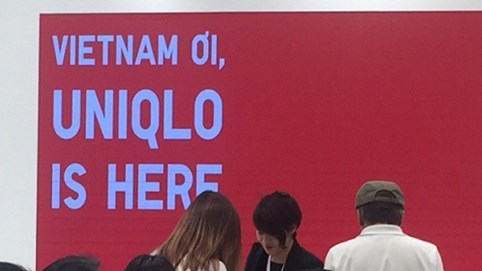 VIETNAM ƠI,
UNIQLO
IS HERE